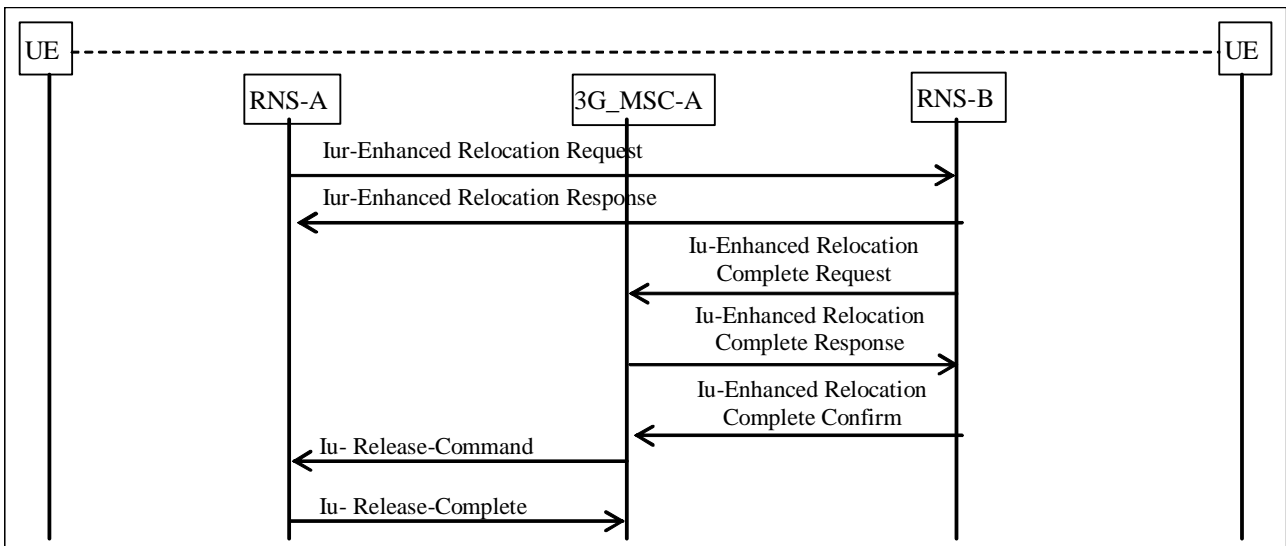 UE
UE
RNS-A
3G_MSC-A
RNS-B
Iur-Enhanced Relocation Request
Iur-Enhanced Relocation Response
Iu-Enhanced Relocation
Complete Request
Iu-Enhanced Relocation
Complete Response
Iu-Enhanced Relocation
Complete Confirm
Iu- Release-Command
Iu- Release-Complete